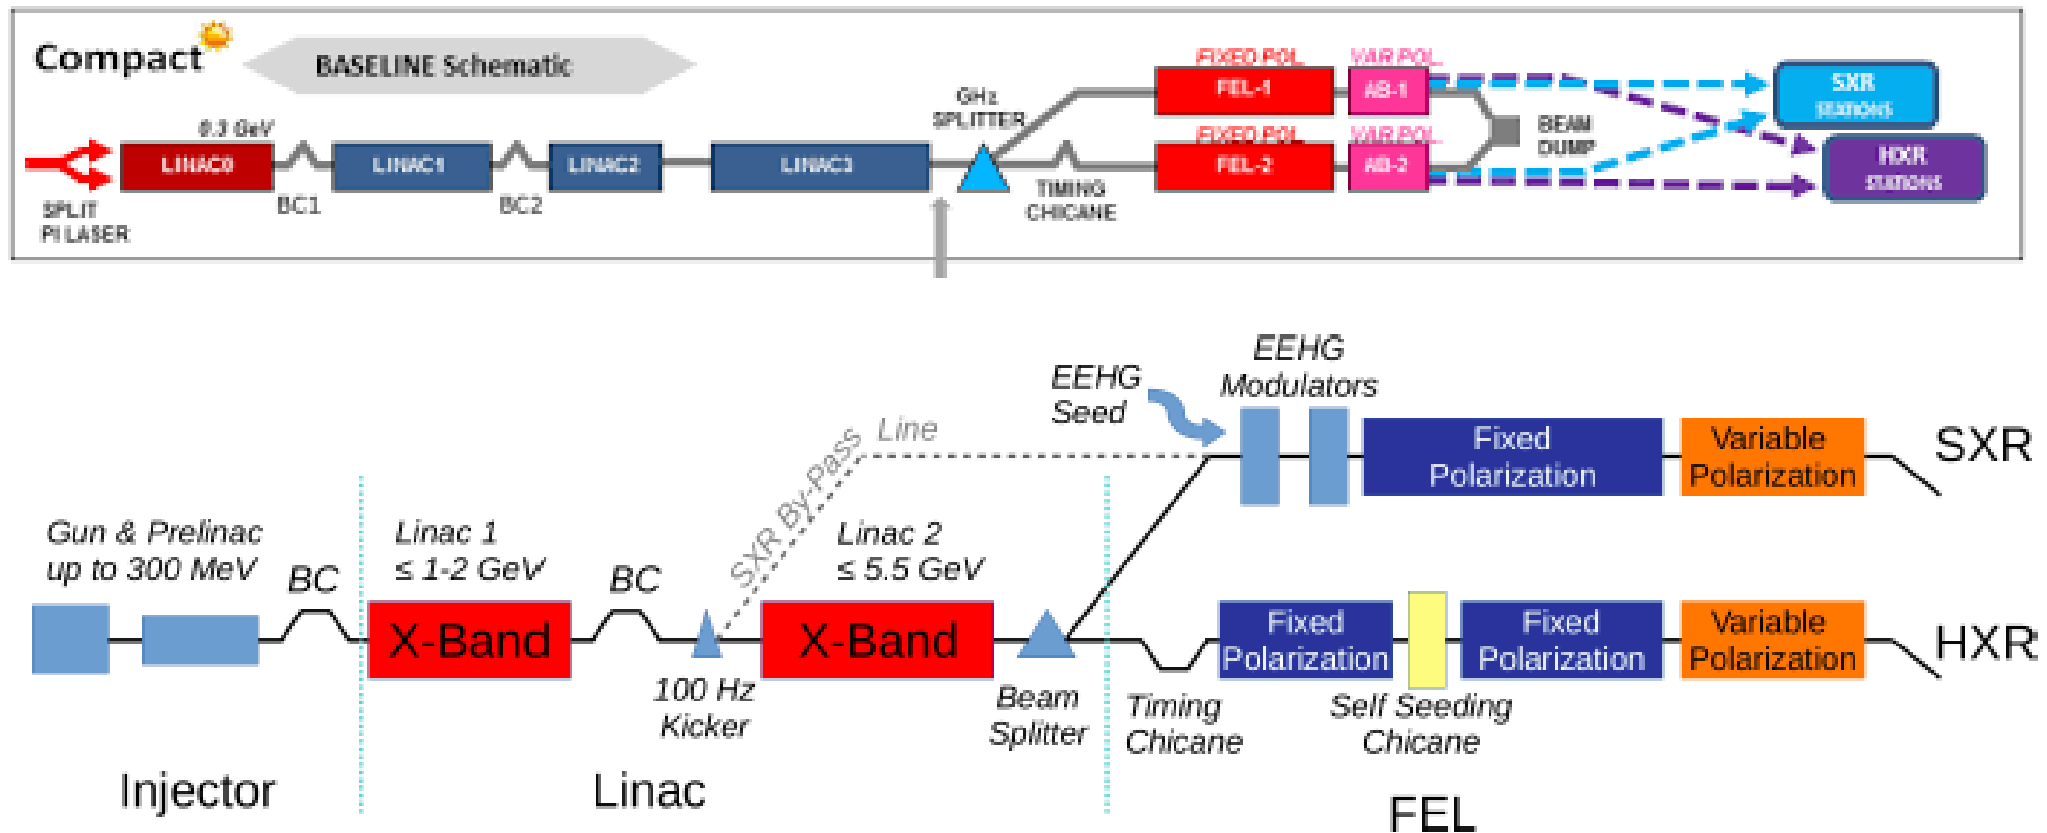 Compact
BASELINE Schematic
0.3 GeV
LINAC0
LINAC1
LINAC2
LINAC3
BC1
BC2
SPLIT
PI LASER
GHz
SPLITTER
TIMING
CHICANE
FIXED POL.
FEL-1
VAR POL.
AB-1
FIXED POL.
FEL-2
VAR POL.
AB-2
BEAM
DUMP
SXR
STATIONS
HXR
STATIONS
EEHG
Seed
EEHG
Modulators
SXR By-Pass Line
Fixed
Polarization
Variable
Polarization
SXR
Gun & Prelinac
up to 300 MeV
BC
Linac 1
≤ 1-2 GeV
BC
Linac 2
≤ 5.5 GeV
X-Band
X-Band
100 Hz
Kicker
Beam
Splitter
Timing
Chicane
Fixed
Polarization
Self Seeding
Chicane
Fixed
Polarization
Variable
Polarization
HXR
Injector
Linac
FEL